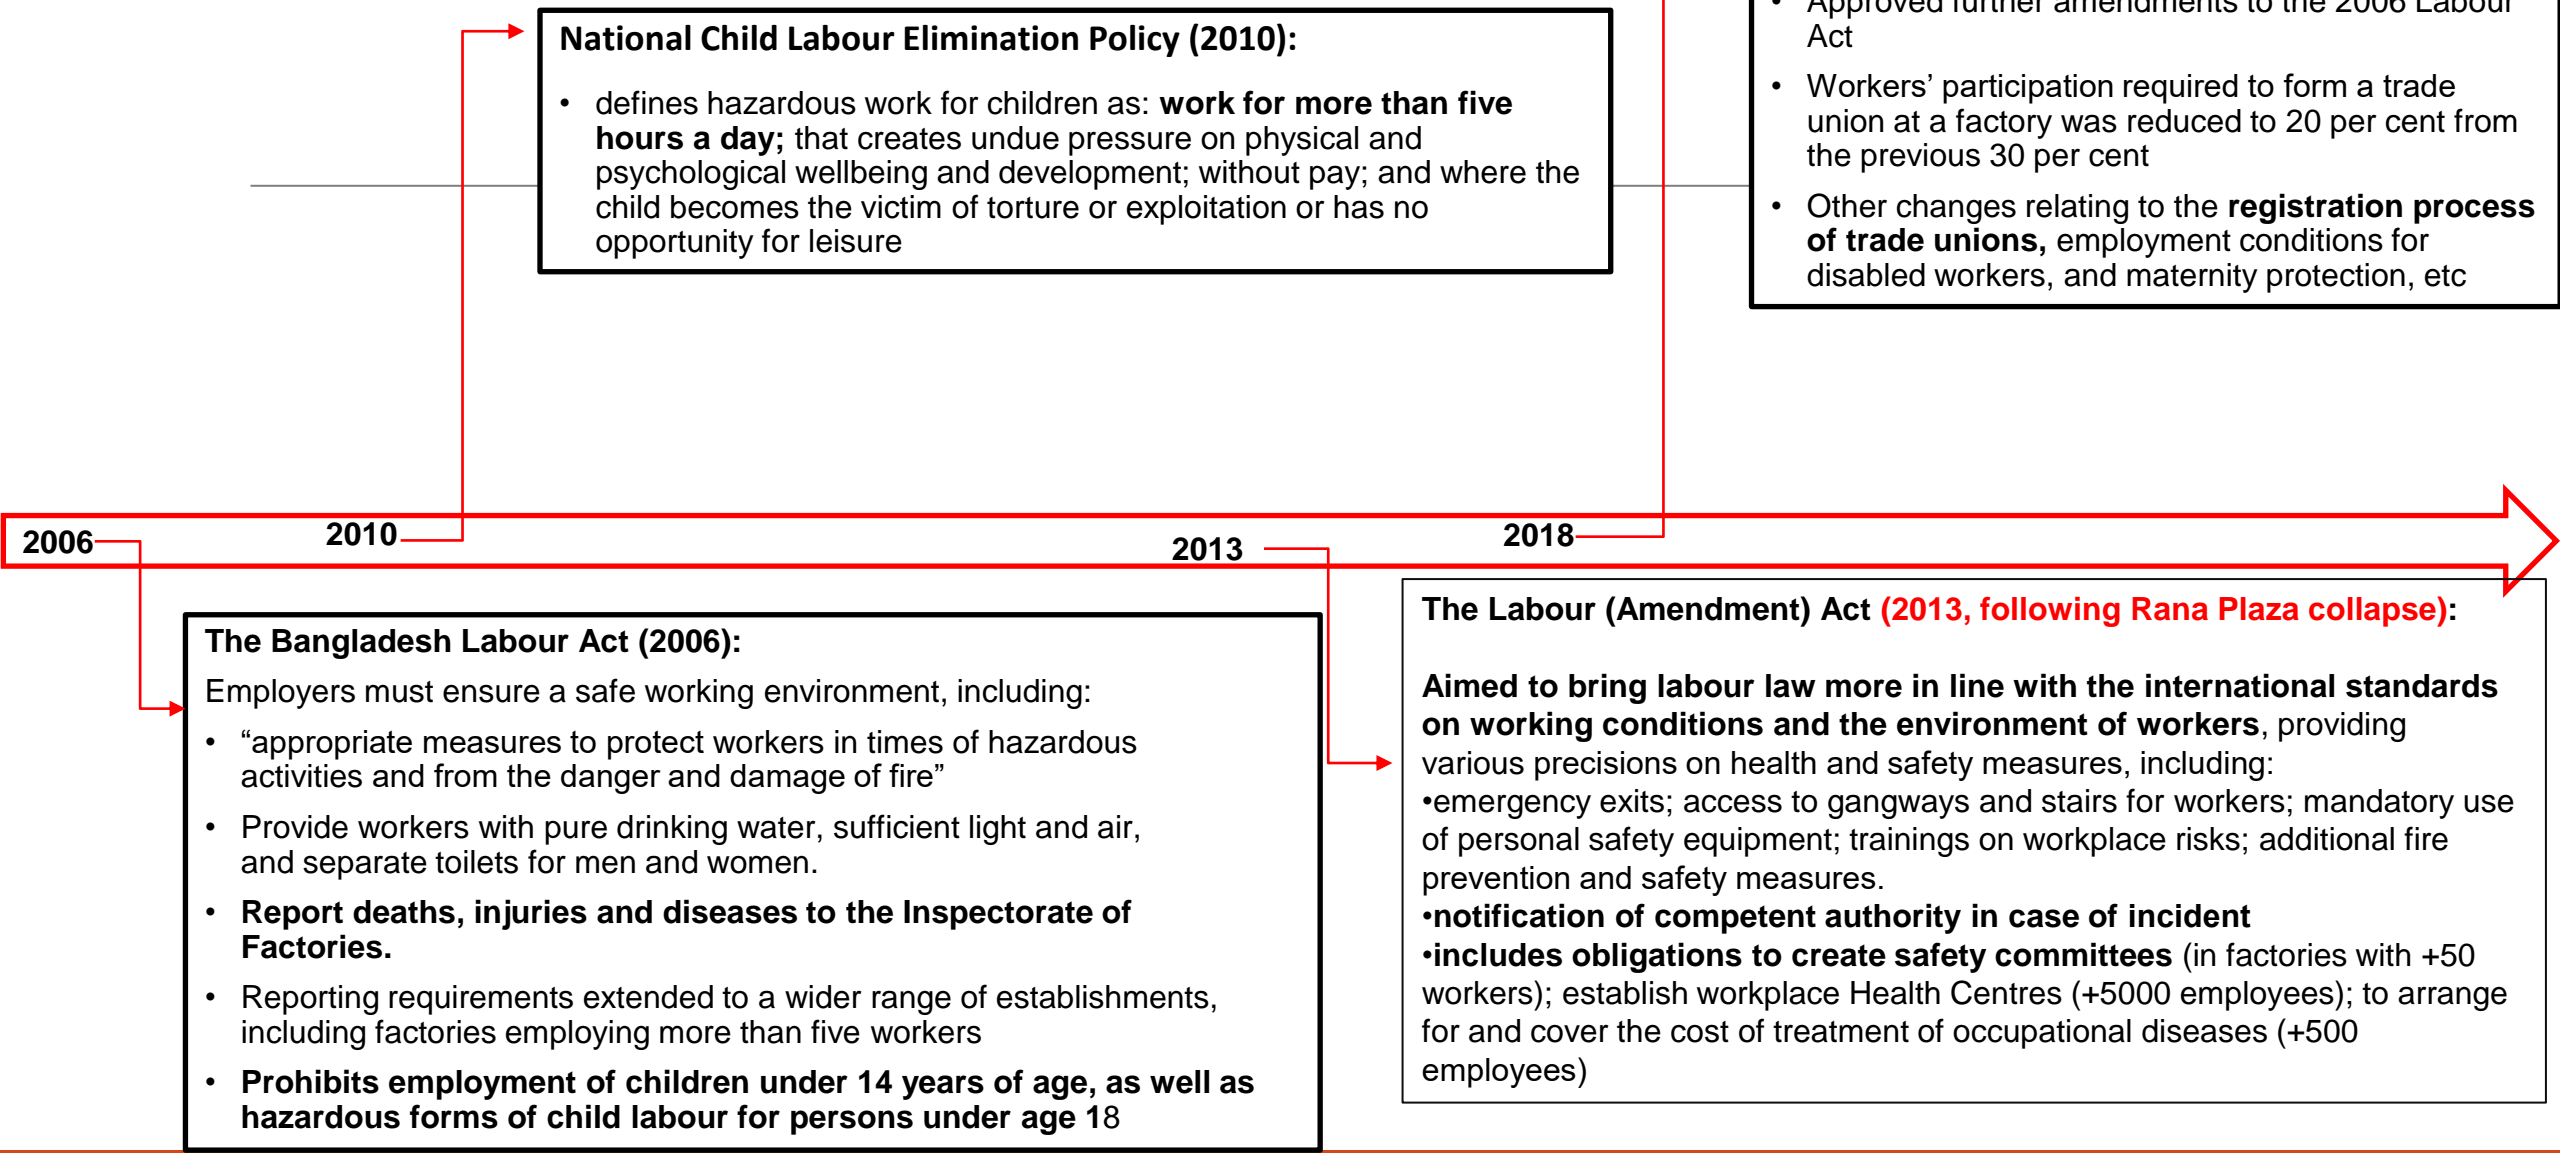 National Child Labour Elimination Policy (2010):
• defines hazardous work for children as: work for more than five
hours a day; that creates undue pressure on physical and
psychological wellbeing and development; without pay; and where the
child becomes the victim of torture or exploitation or has no
opportunity for leisure
• Approved further amendments to the 2006 Labour
Act
• Workers’ participation required to form a trade
union at a factory was reduced to 20 per cent from
the previous 30 per cent
• Other changes relating to the registration process
of trade unions, employment conditions for
disabled workers, and maternity protection, etc
2006
2010
2013
2018
The Bangladesh Labour Act (2006):
Employers must ensure a safe working environment, including:
• “appropriate measures to protect workers in times of hazardous
activities and from the danger and damage of fire”
• Provide workers with pure drinking water, sufficient light and air,
and separate toilets for men and women.
• Report deaths, injuries and diseases to the Inspectorate of
Factories.
• Reporting requirements extended to a wider range of establishments,
including factories employing more than five workers
• Prohibits employment of children under 14 years of age, as well as
hazardous forms of child labour for persons under age 18
The Labour (Amendment) Act (2013, following Rana Plaza collapse):
Aimed to bring labour law more in line with the international standards
on working conditions and the environment of workers, providing
various precisions on health and safety measures, including:
•emergency exits; access to gangways and stairs for workers; mandatory use
of personal safety equipment; trainings on workplace risks; additional fire
prevention and safety measures.
•notification of competent authority in case of incident
•includes obligations to create safety committees (in factories with +50
workers); establish workplace Health Centres (+5000 employees); to arrange
for and cover the cost of treatment of occupational diseases (+500
employees)